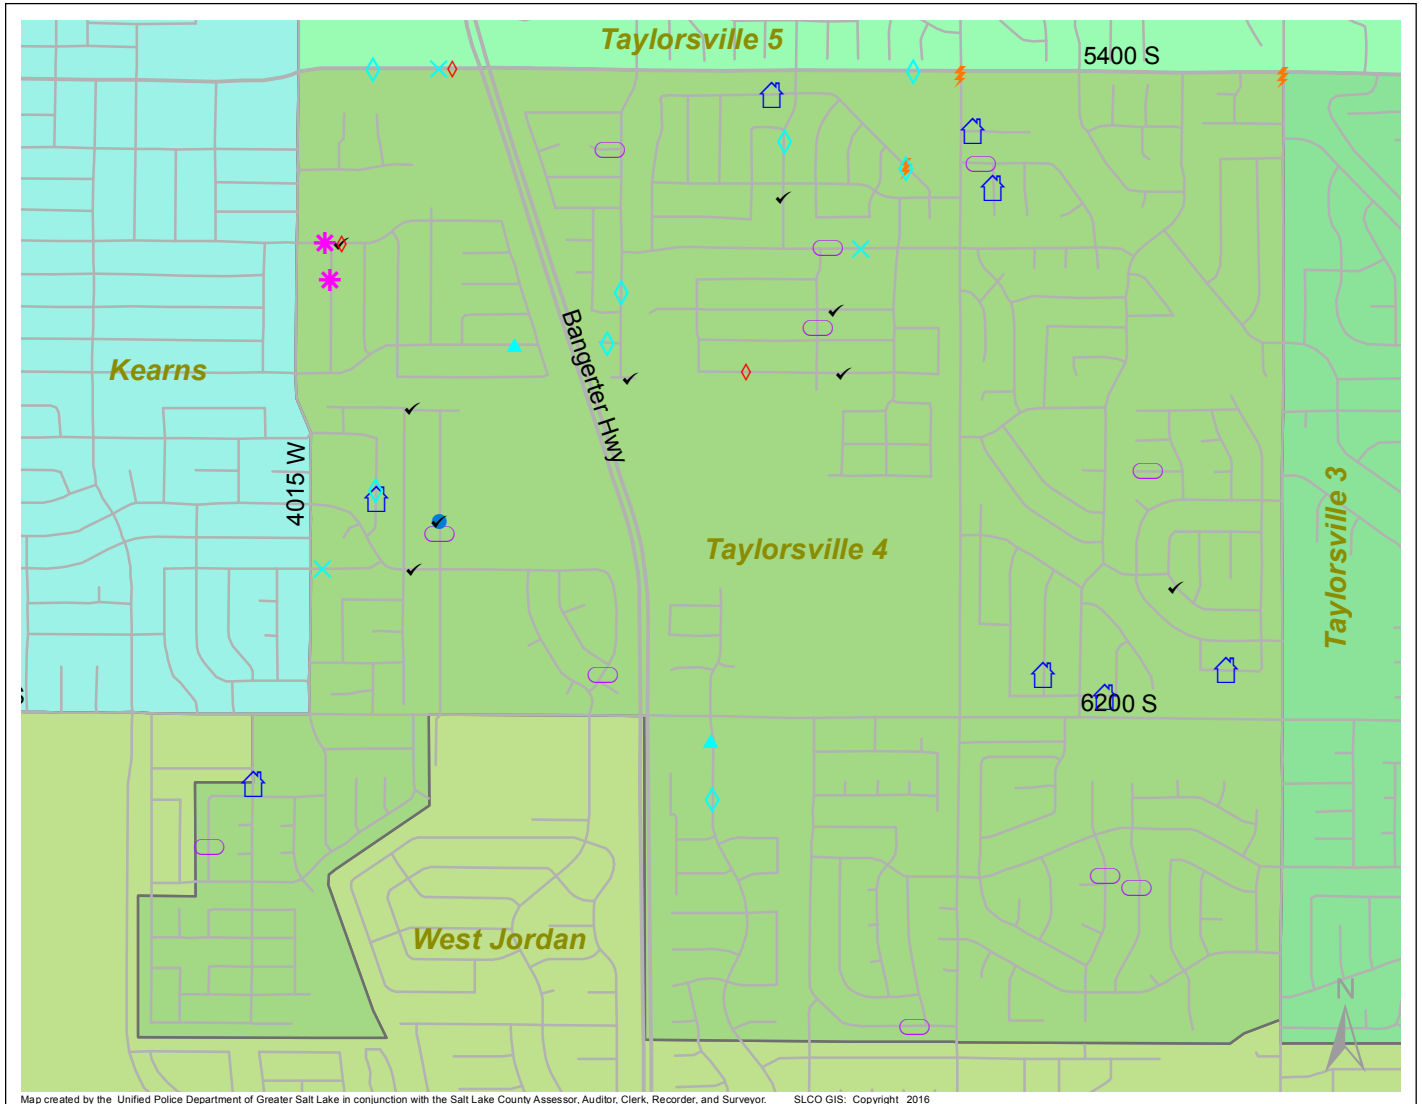 Taylorsville 5
5400 S
Bangerter Hwy
Kearns
4015 W
Taylorsville 3
Taylorsville 4
6200 S
West Jordan
N
Map created by the Unified Police Department of Greater Salt Lake in conjunction with the Salt Lake County Assessor, Auditor, Clerk, Recorder, and Surveyor. SLCO GIS: Copyright 2016